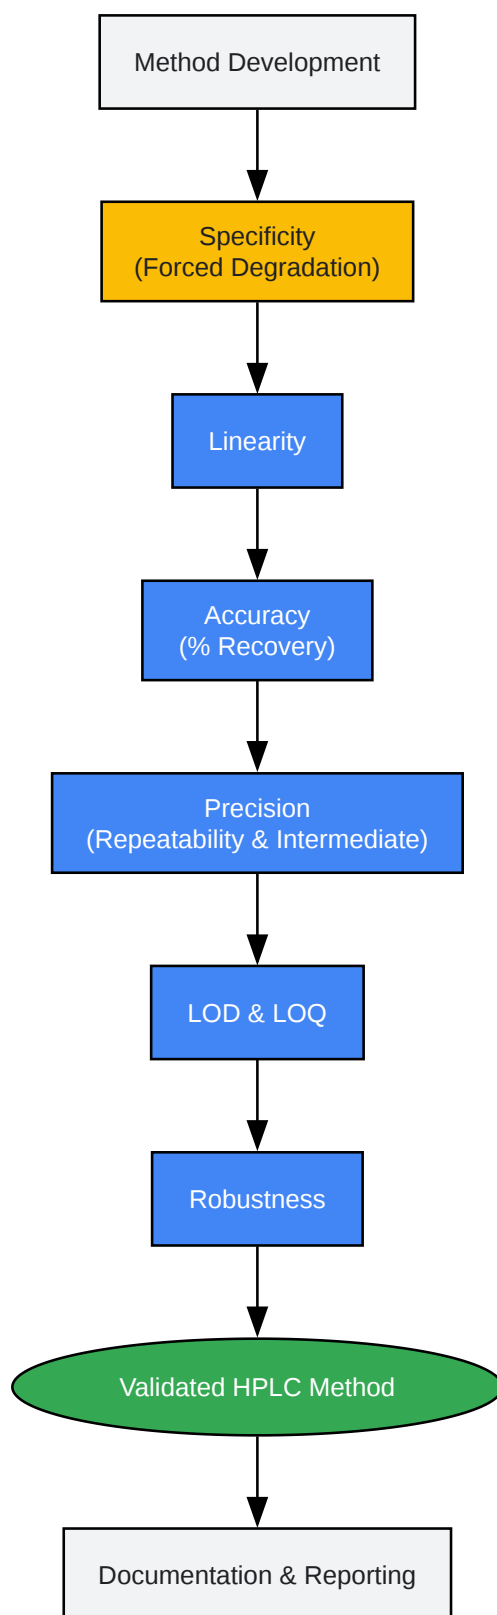 Method Development
Specificity
(Forced Degradation)
Linearity
Accuracy
(% Recovery)
Precision
(Repeatability & Intermediate)
LOD & LOQ
Robustness
Validated HPLC Method
Documentation & Reporting